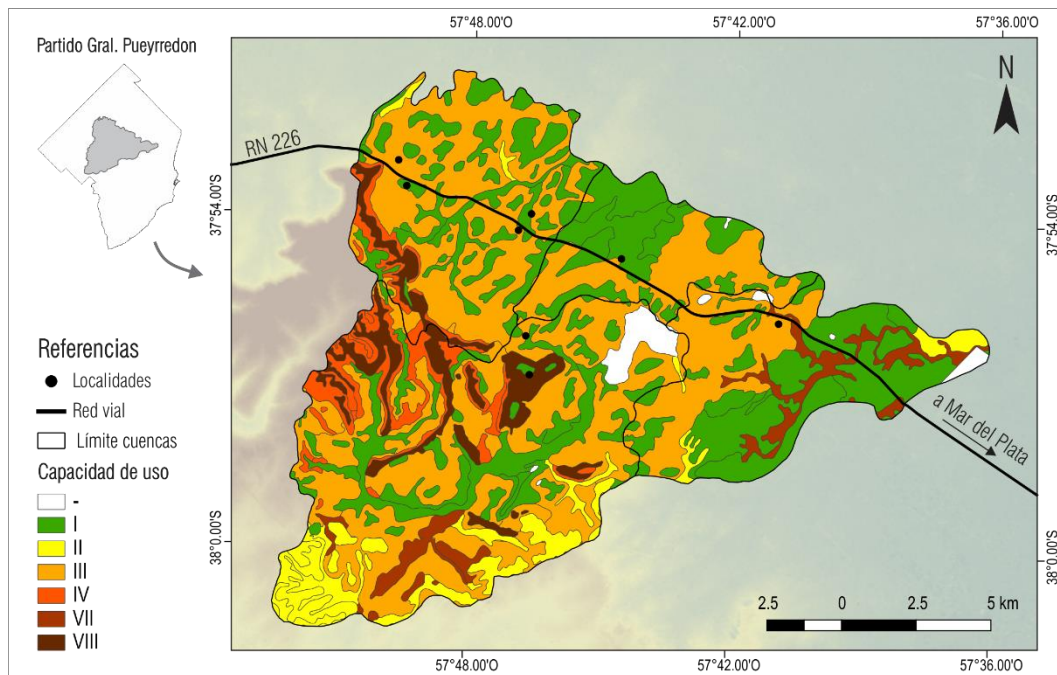 Partido Gral. Pueyrredon
57°48.00'O
57°42.00'O
57°36.00'O
N
RN 226
37°54.00'S
37°54.00'S
Referencias
Localidades
Red vial
Límite cuencas
Capacidad de uso
-
I
II
III
IV
VII
VIII
a Mar del Plata
38°0.00'S
38°0.00'S
2.5 0 2.5 5 km
57°48.00'O
57°42.00'O
57°36.00'O